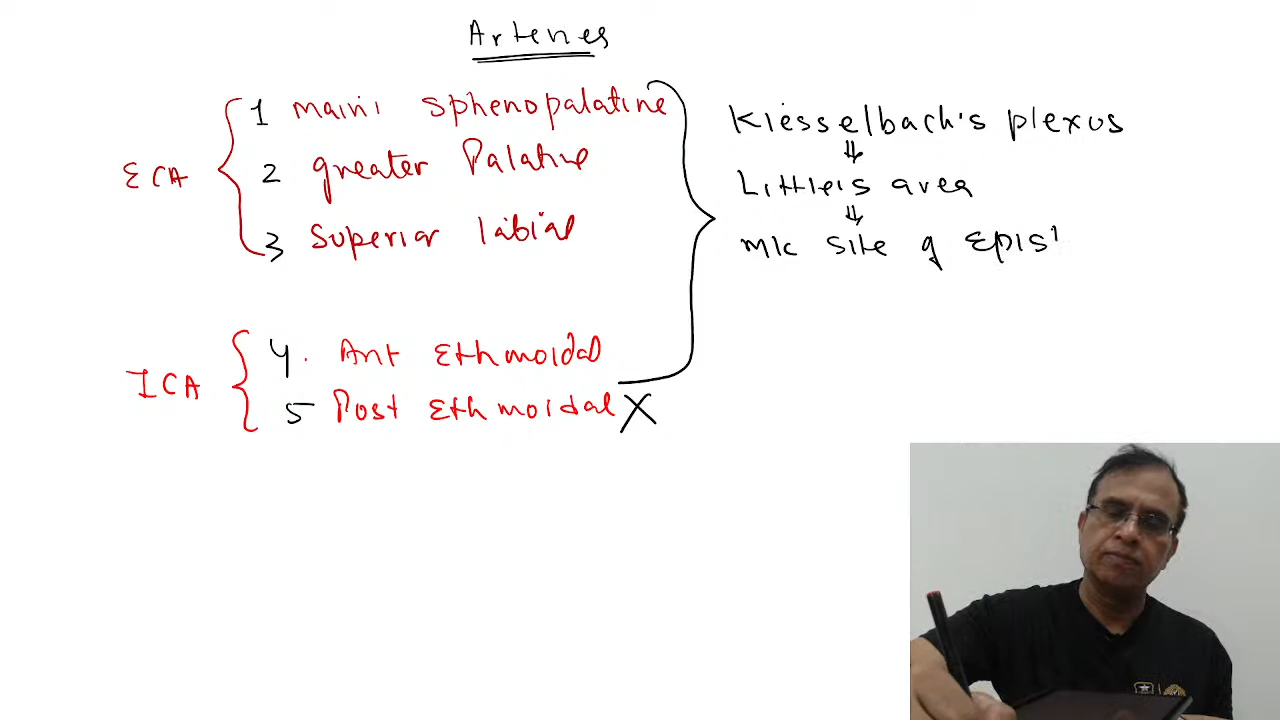 Arteries
ECA
1 main: sphenopalatine
2 greater Palatine
3 superior labial
ICA
4. Ant Ethmoidal
5 Post Ethmoidal X
Kiesselbach's plexus
⇓
Little's area
⇓
m/c site of Epis